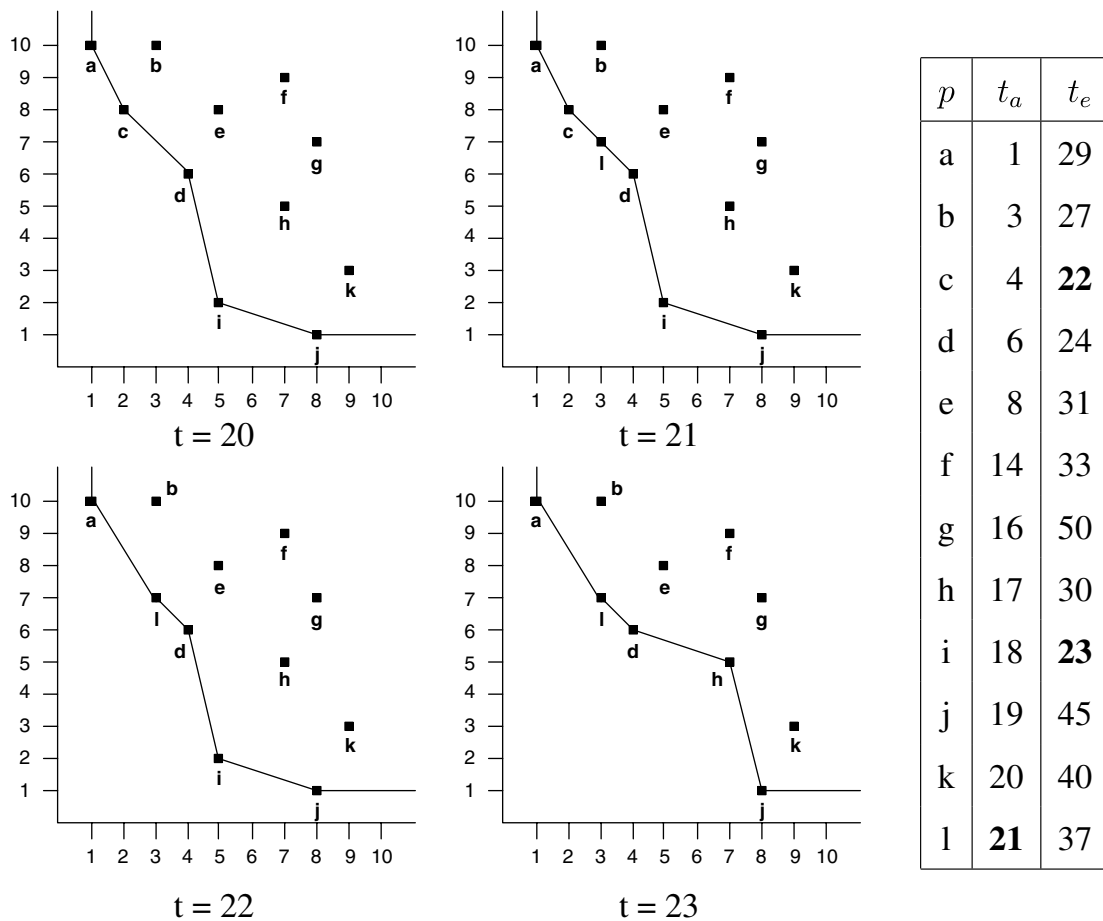 10
9
8
7
6
5
4
3
2
1
a
b
f
c
e
g
d
h
k
i
j
1 2 3 4 5 6 7 8 9 10
t = 20
10
9
8
7
6
5
4
3
2
1
a
b
f
c
e
l
g
d
h
k
i
j
1 2 3 4 5 6 7 8 9 10
t = 21
10
9
8
7
6
5
4
3
2
1
b
a
f
e
l
g
d
h
k
i
j
1 2 3 4 5 6 7 8 9 10
t = 22
10
9
8
7
6
5
4
3
2
1
b
a
f
e
l
g
d
h
k
j
1 2 3 4 5 6 7 8 9 10
t = 23
p t_a t_e
a 1 29
b 3 27
c 4 22
d 6 24
e 8 31
f 14 33
g 16 50
h 17 30
i 18 23
j 19 45
k 20 40
l 21 37